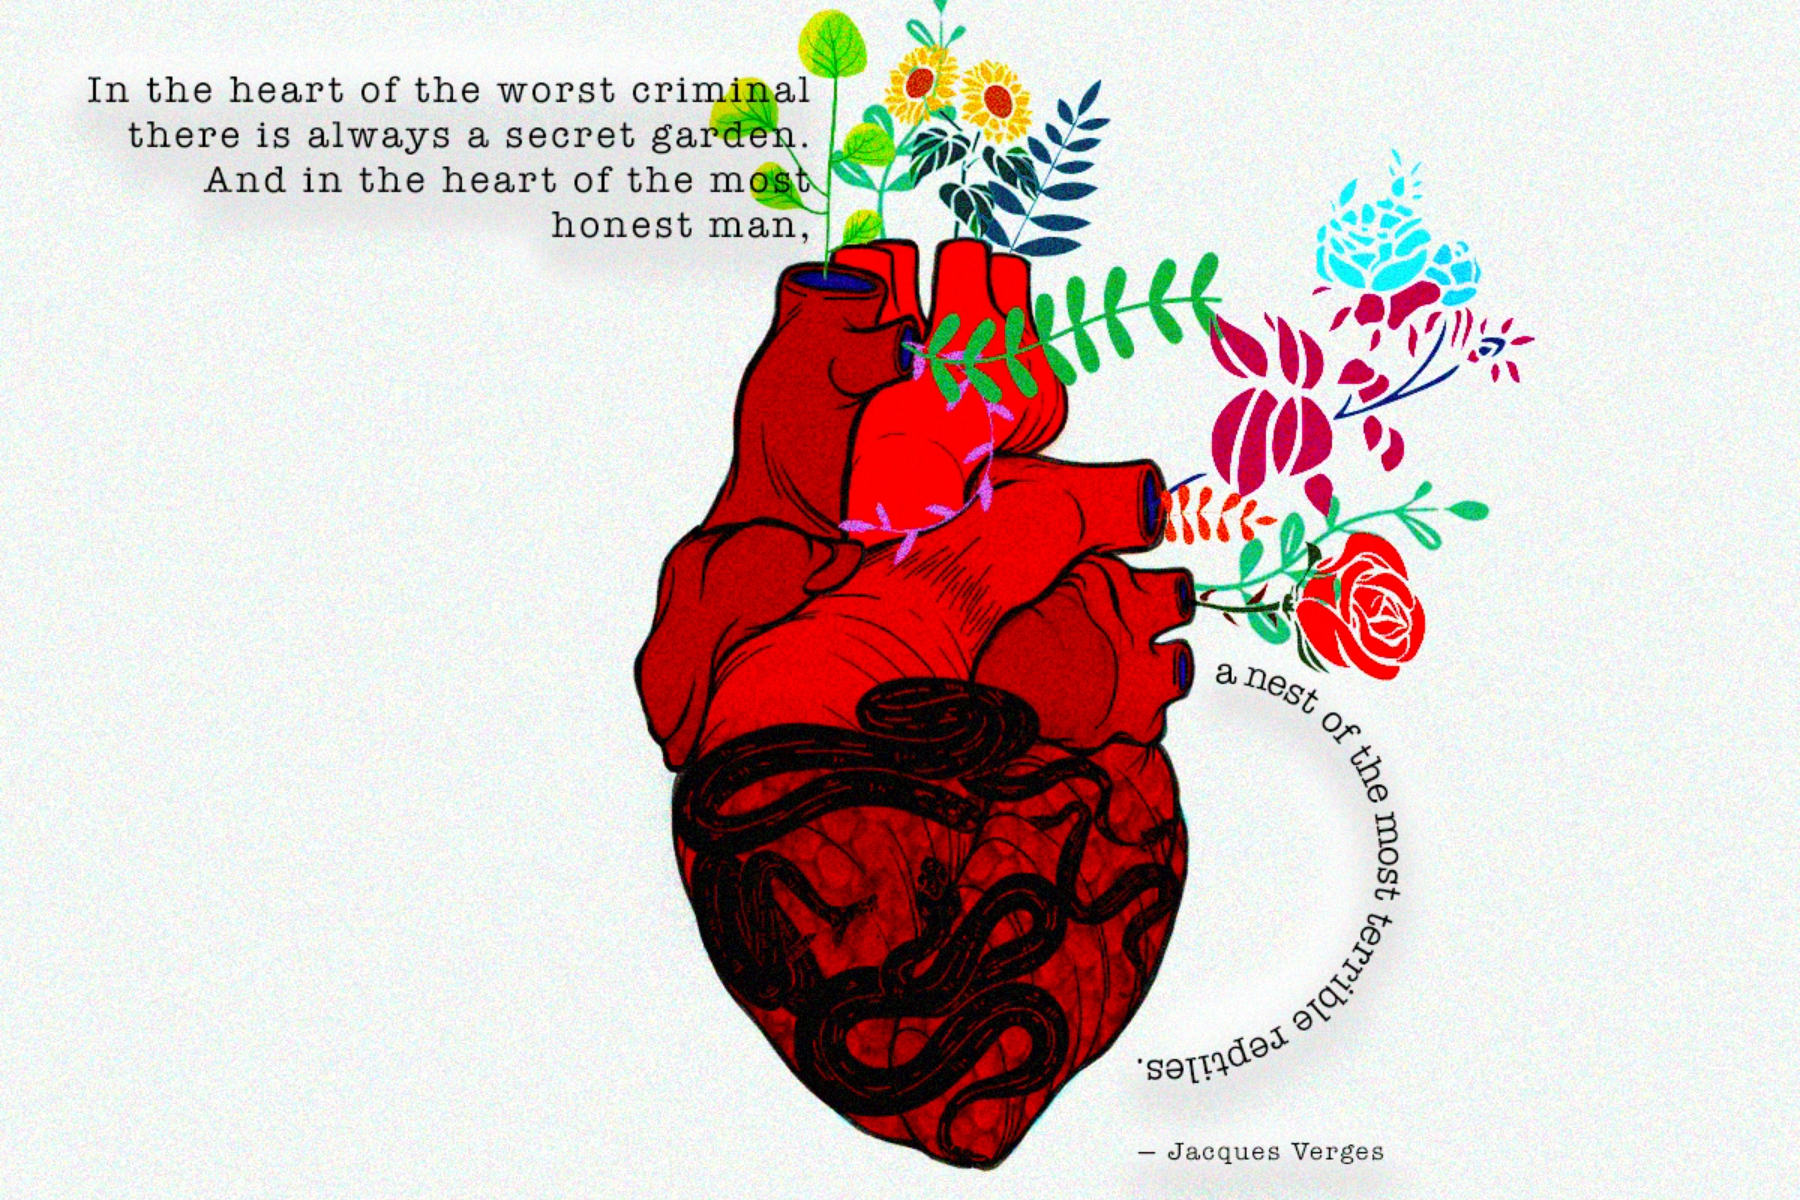 In the heart of the worst criminal
there is always a secret garden.
And in the heart of the most
honest man,
a nest of the most terrible reptiles.
— Jacques Verges